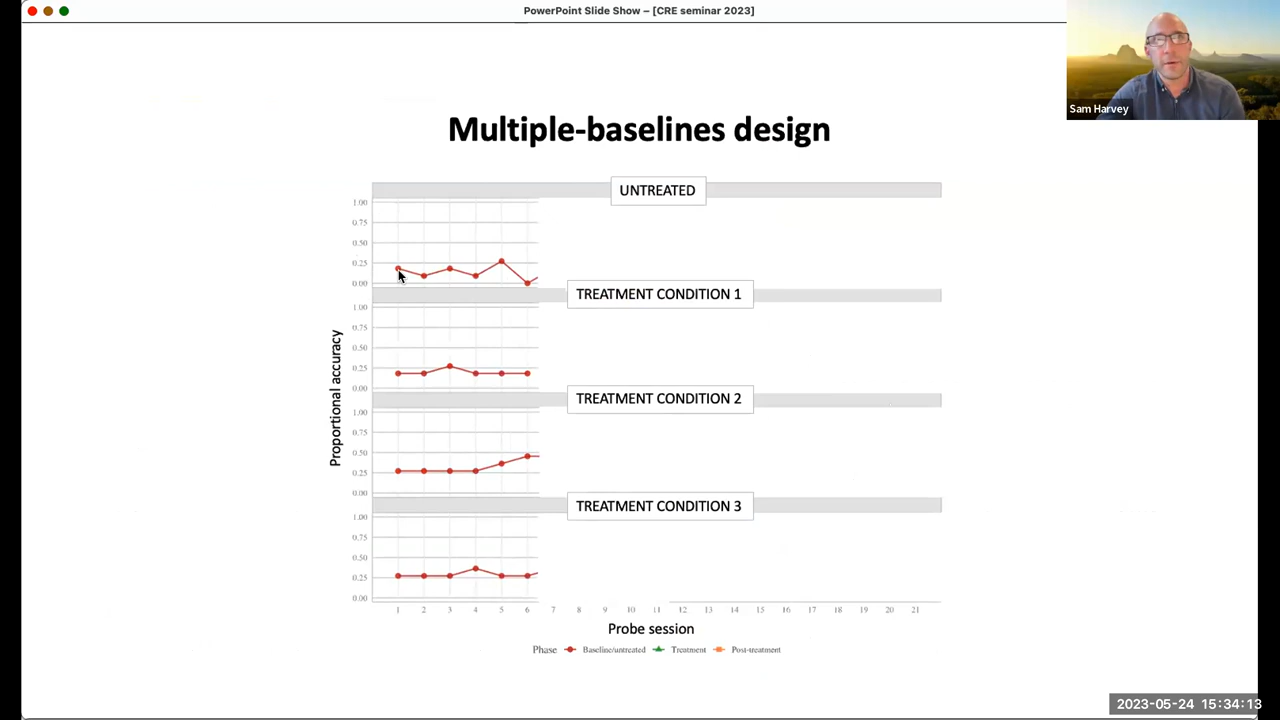 PowerPoint Slide Show – [CRE seminar 2023]
Sam Harvey
Multiple-baselines design
UNTREATED
1.00
0.75
0.50
0.25
0.00
TREATMENT CONDITION 1
1.00
0.75
0.50
0.25
0.00
TREATMENT CONDITION 2
1.00
0.75
0.50
0.25
0.00
TREATMENT CONDITION 3
1.00
0.75
0.50
0.25
0.00
Proportional accuracy
1 2 3 4 5 6 7 8 9 10 11 12 13 14 15 16 17 18 19 20 21
Probe session
Phase Baseline/untreated Treatment Post-treatment
2023-05-24 15:34:13